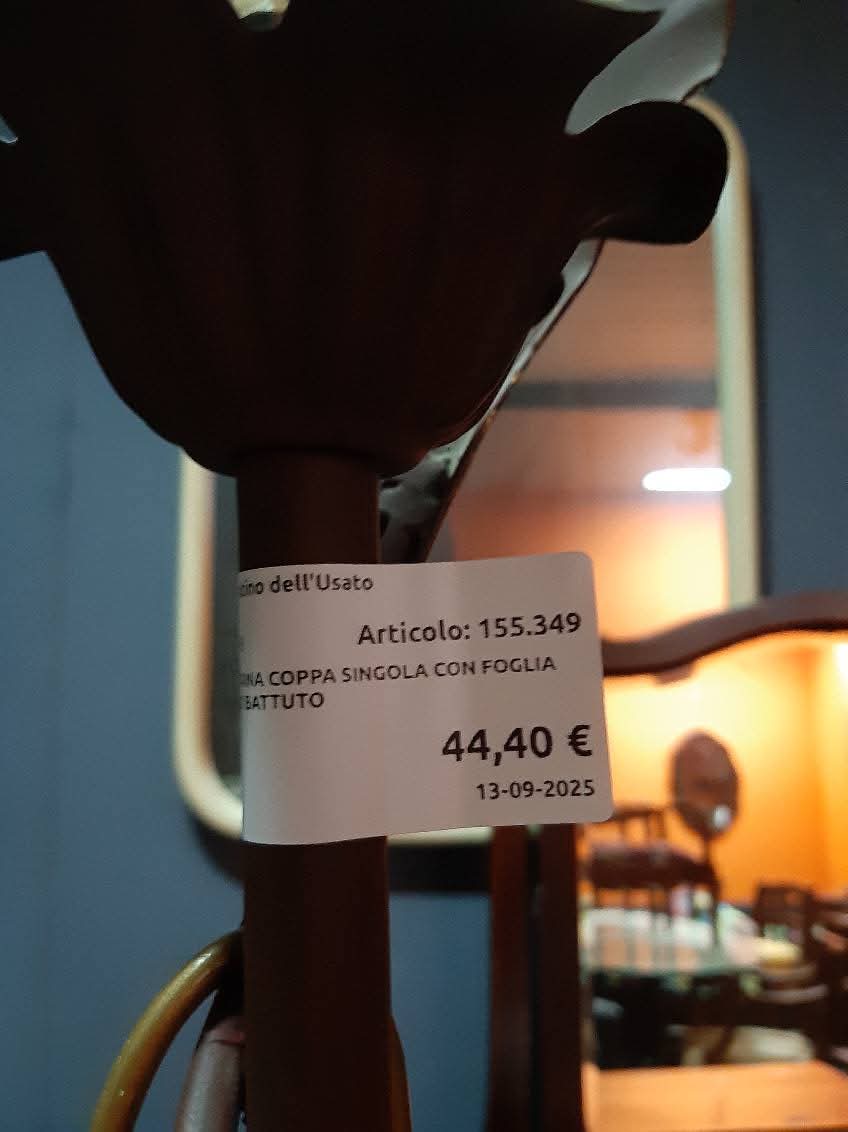 dell'Usato
Articolo: 155.349
COPPA SINGOLA CON FOGLIA
BATTUTO
44,40 €
13-09-2025